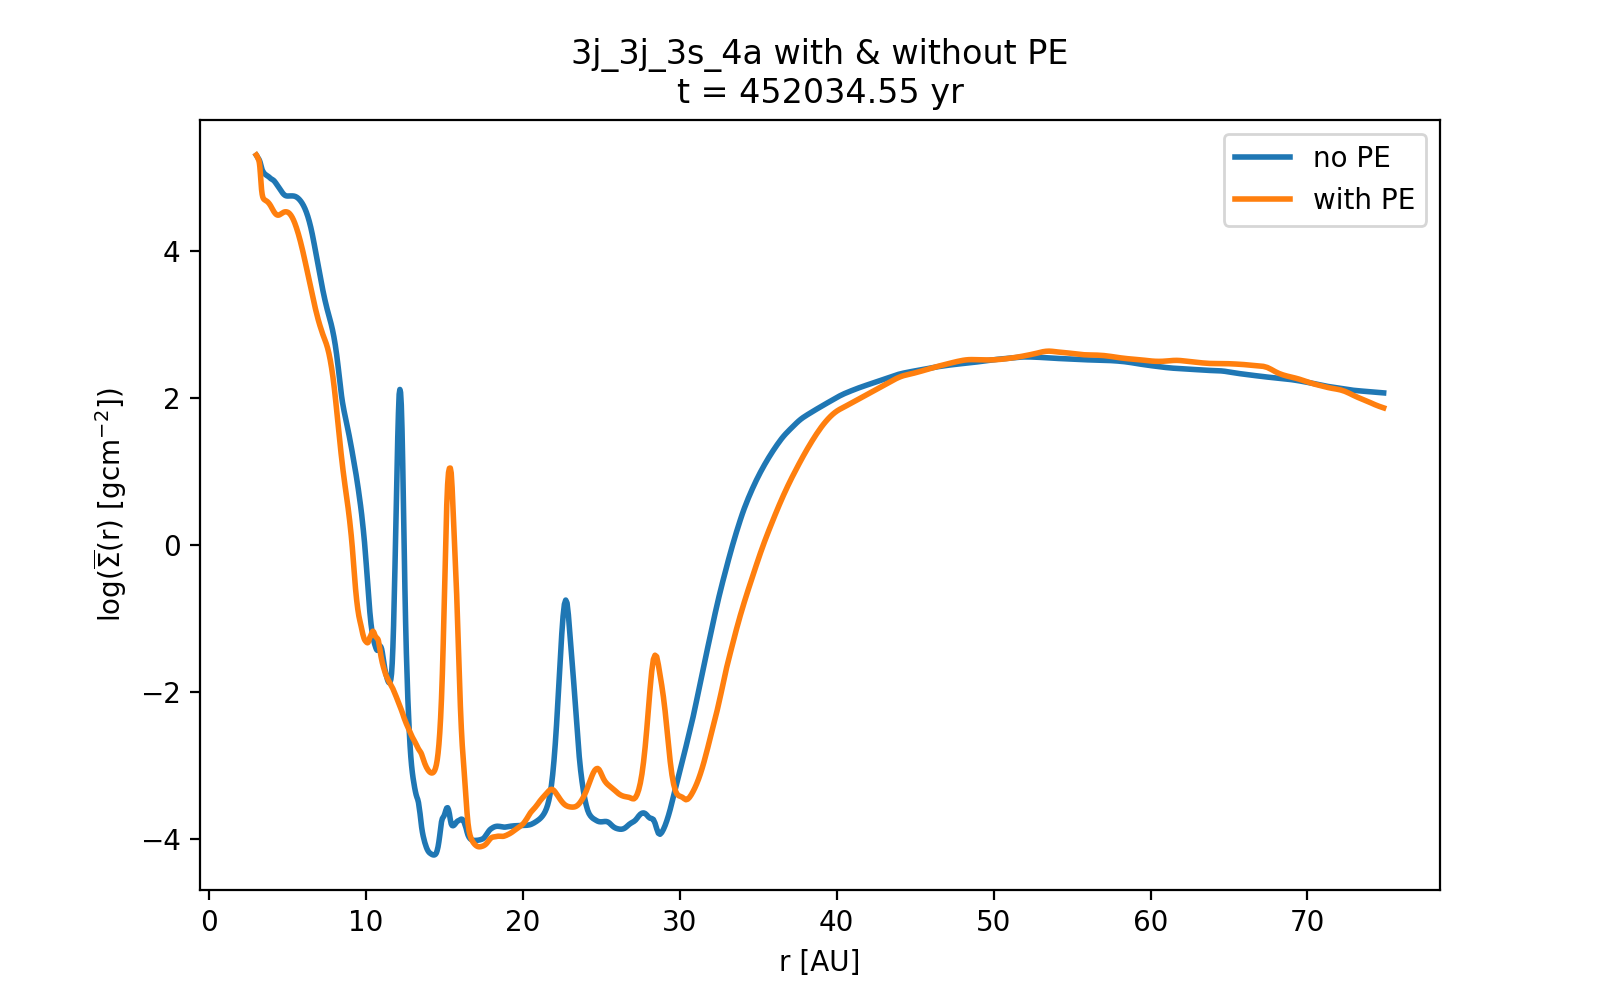 3j_3j_3s_4a with & without PE
t = 452034.55 yr
no PE
with PE
log(Σ̅(r) [gcm⁻²])
4
2
0
−2
−4
0 10 20 30 40 50 60 70
r [AU]